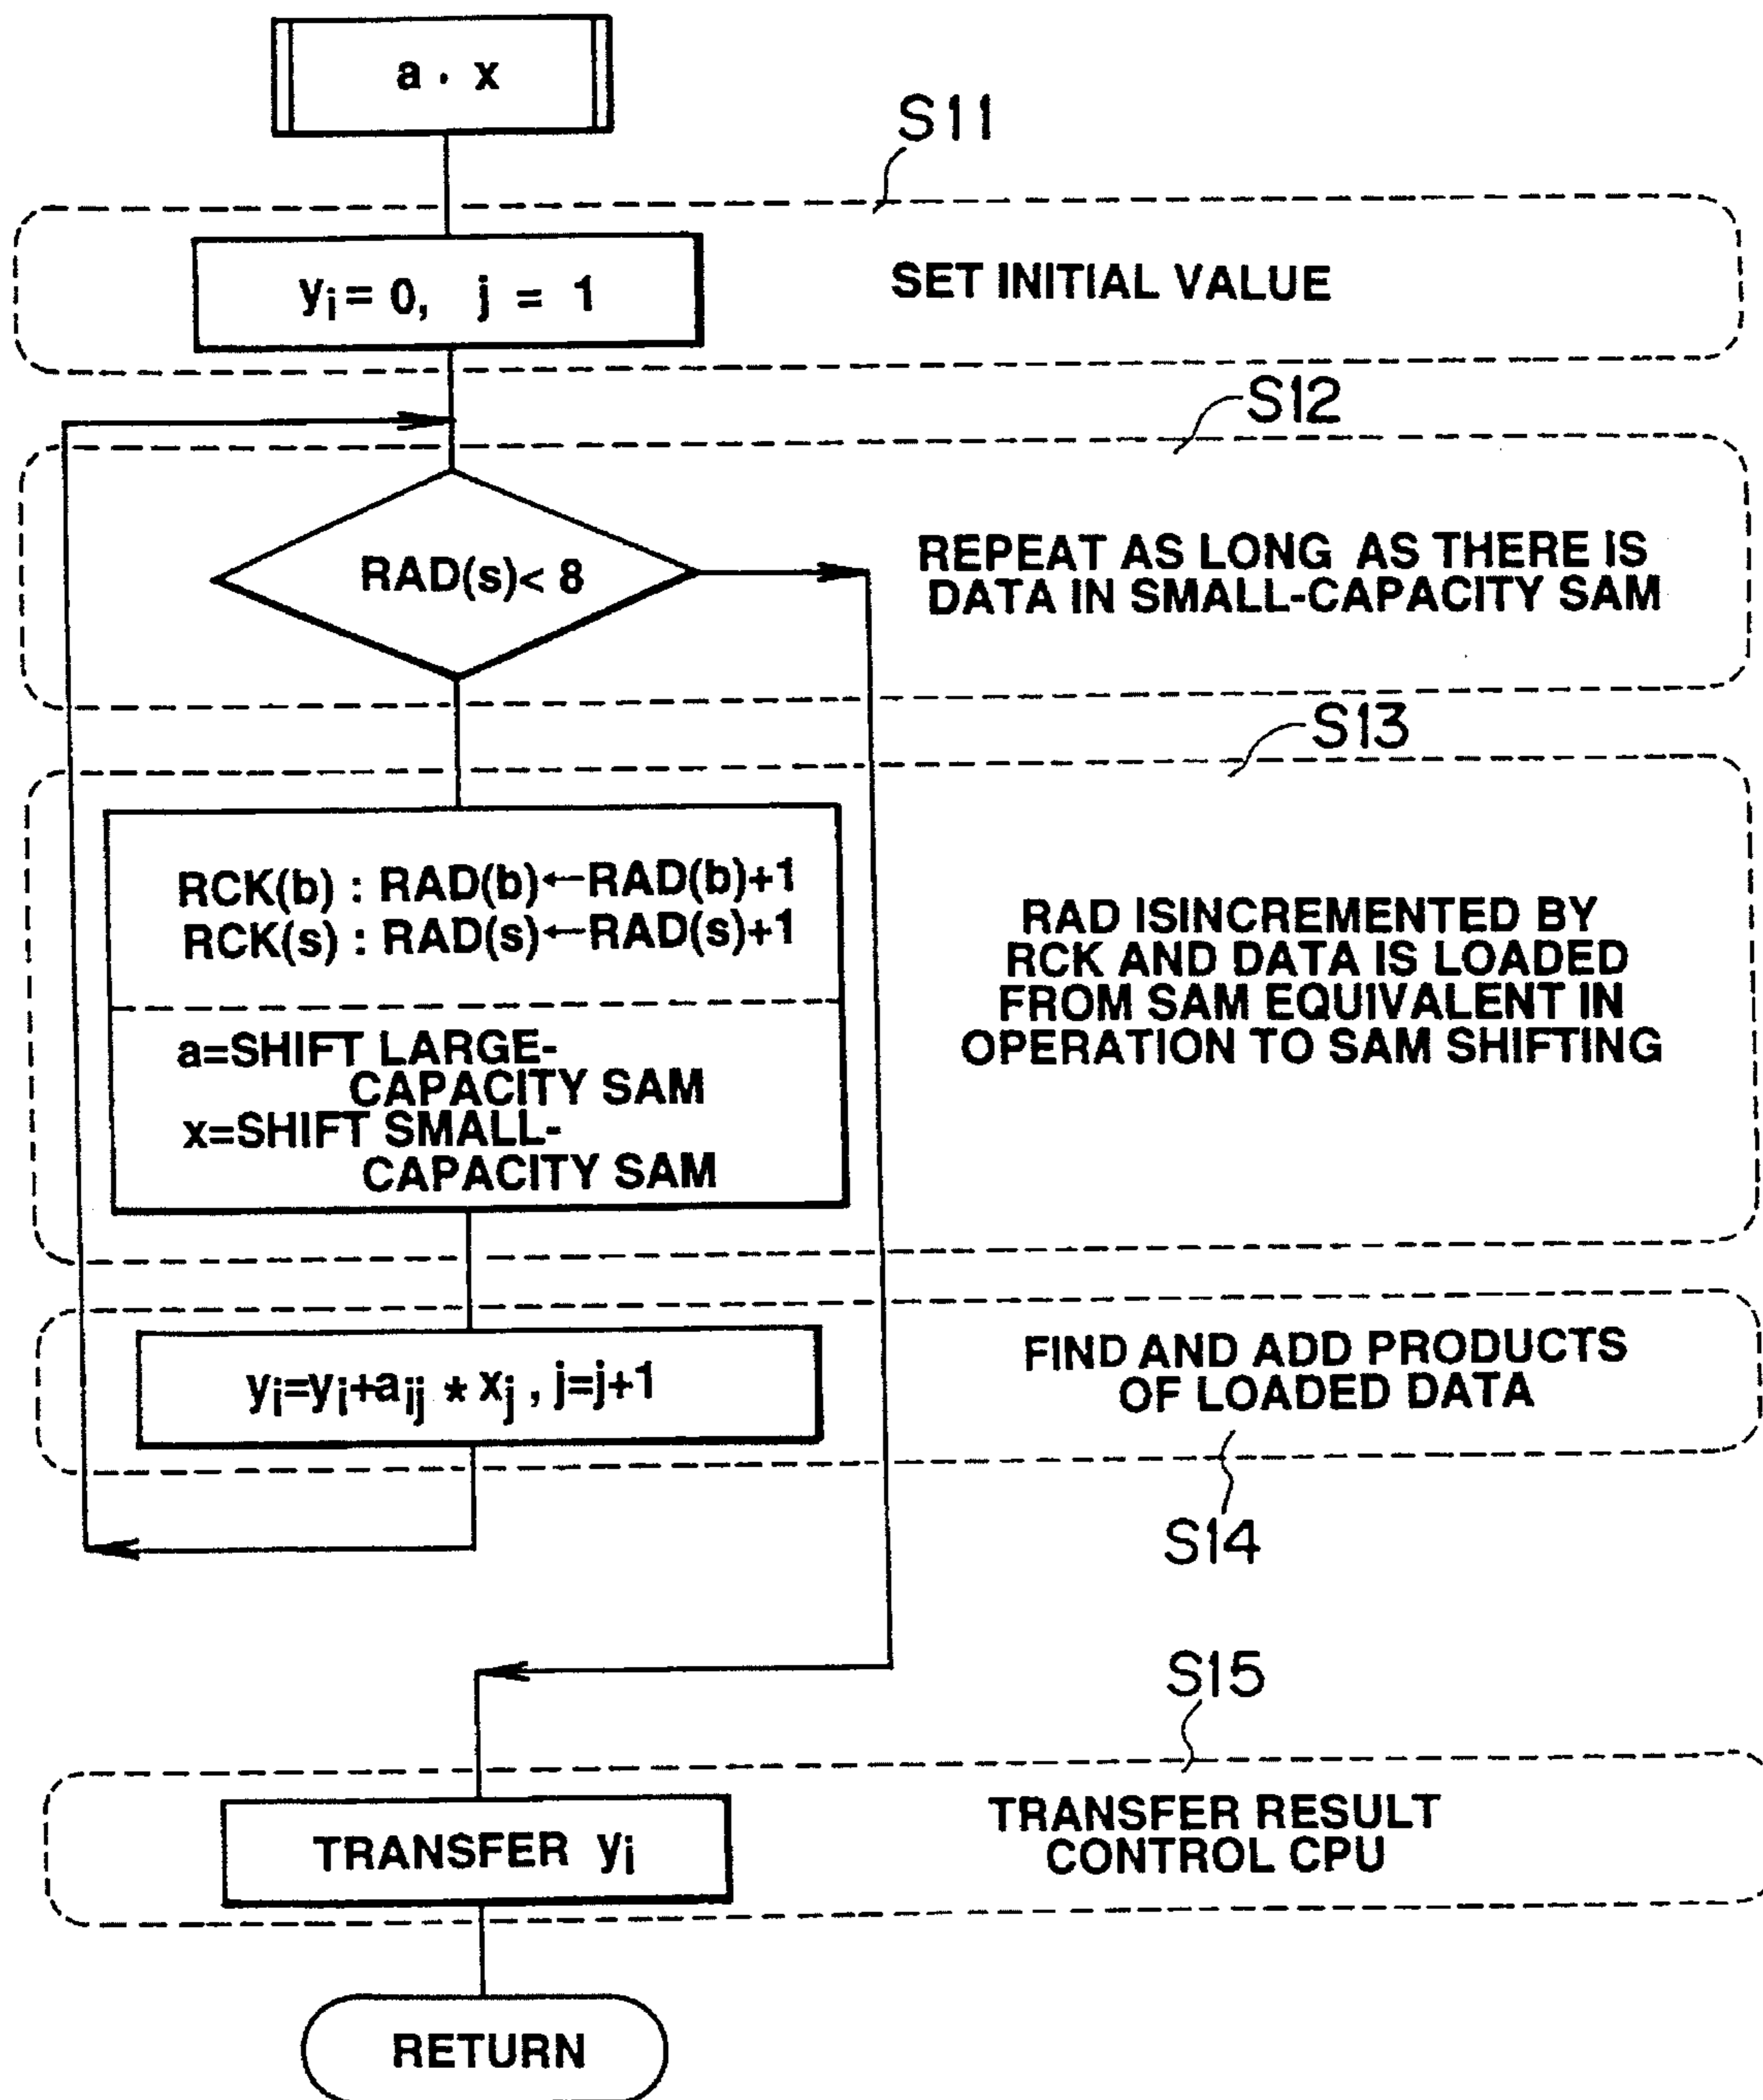 a · x
S11
yi = 0, j = 1
SET INITIAL VALUE
S12
RAD(s)< 8
REPEAT AS LONG AS THERE IS
DATA IN SMALL-CAPACITY SAM
S13
RCK(b) : RAD(b)←RAD(b)+1
RCK(s) : RAD(s)←RAD(s)+1
a=SHIFT LARGE-
CAPACITY SAM
x=SHIFT SMALL-
CAPACITY SAM
RAD ISINCREMENTED BY
RCK AND DATA IS LOADED
FROM SAM EQUIVALENT IN
OPERATION TO SAM SHIFTING
yi=yi+aij * xj , j=j+1
FIND AND ADD PRODUCTS
OF LOADED DATA
S14
S15
TRANSFER yi
TRANSFER RESULT
CONTROL CPU
RETURN